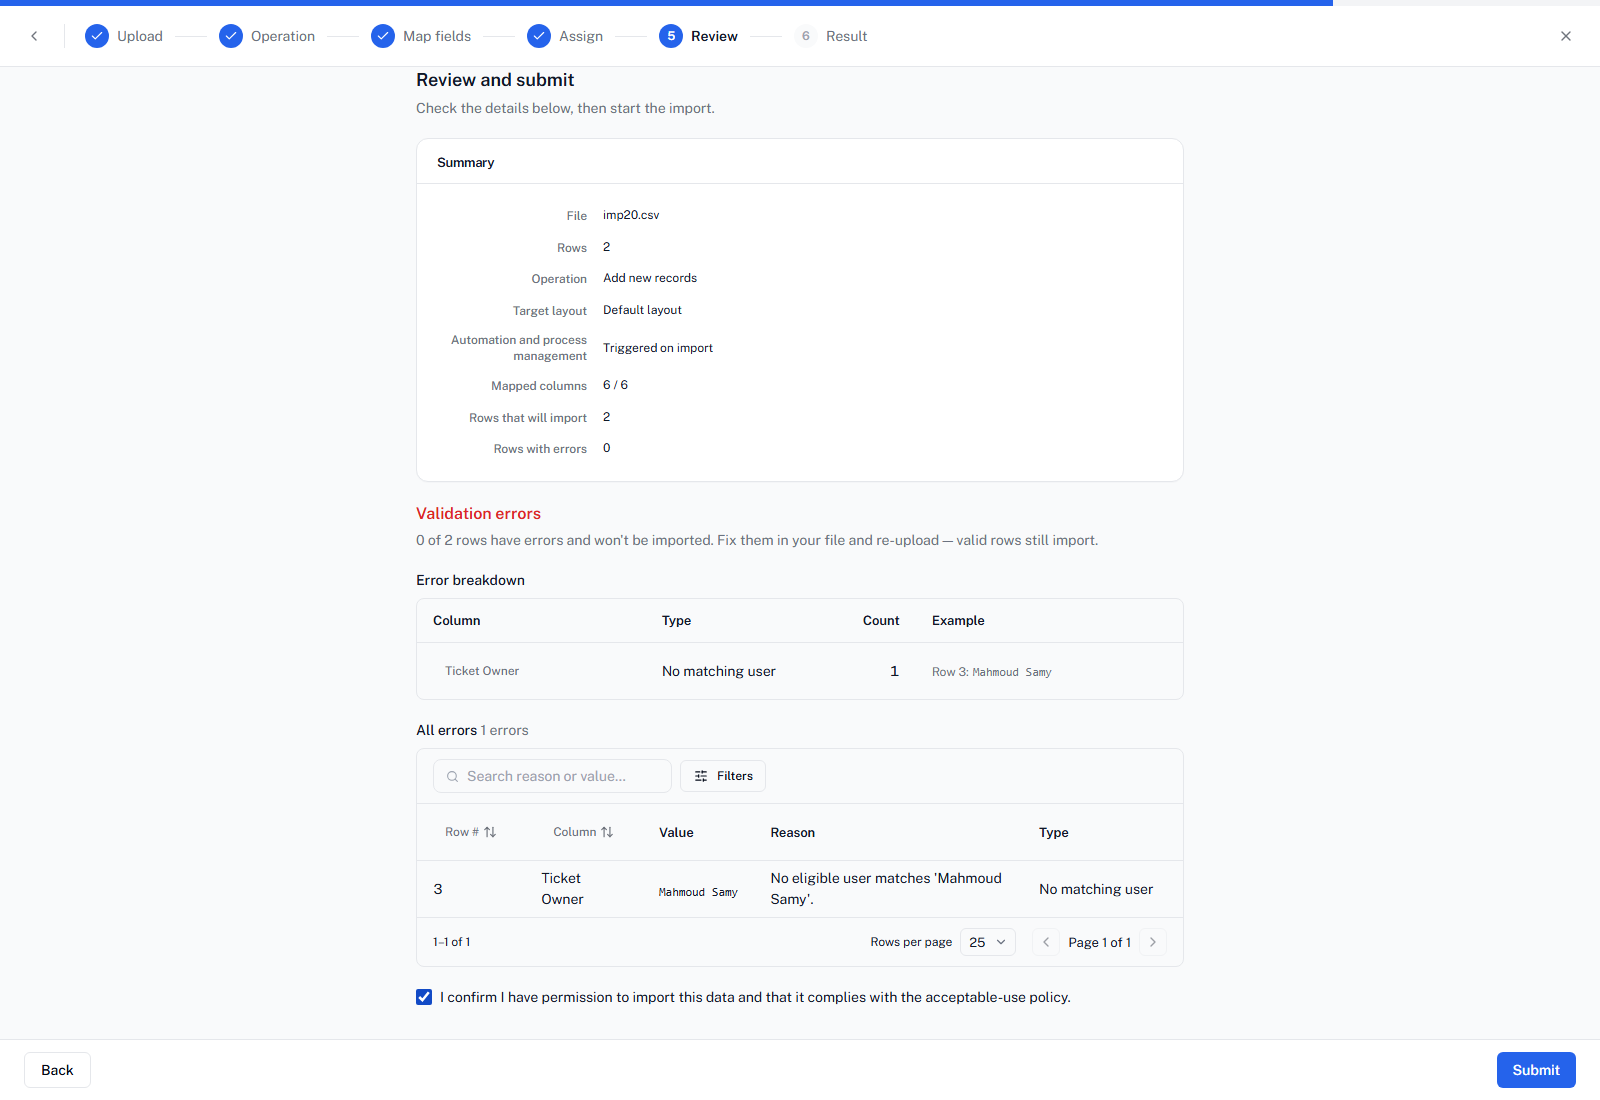 Upload
Operation
Map fields
Assign
5 Review
6 Result
Review and submit
Check the details below, then start the import.
Summary
File imp20.csv
Rows 2
Operation Add new records
Target layout Default layout
Automation and process
management Triggered on import
Mapped columns 6 / 6
Rows that will import 2
Rows with errors 0
Validation errors
0 of 2 rows have errors and won't be imported. Fix them in your file and re-upload — valid rows still import.
Error breakdown
Column Type Count Example
Ticket Owner No matching user 1 Row 3: Mahmoud Samy
All errors 1 errors
Search reason or value...
Filters
Row # Column Value Reason Type
3 Ticket Owner Mahmoud Samy No eligible user matches 'Mahmoud Samy'. No matching user
1–1 of 1 Rows per page 25 Page 1 of 1
I confirm I have permission to import this data and that it complies with the acceptable-use policy.
Back Submit